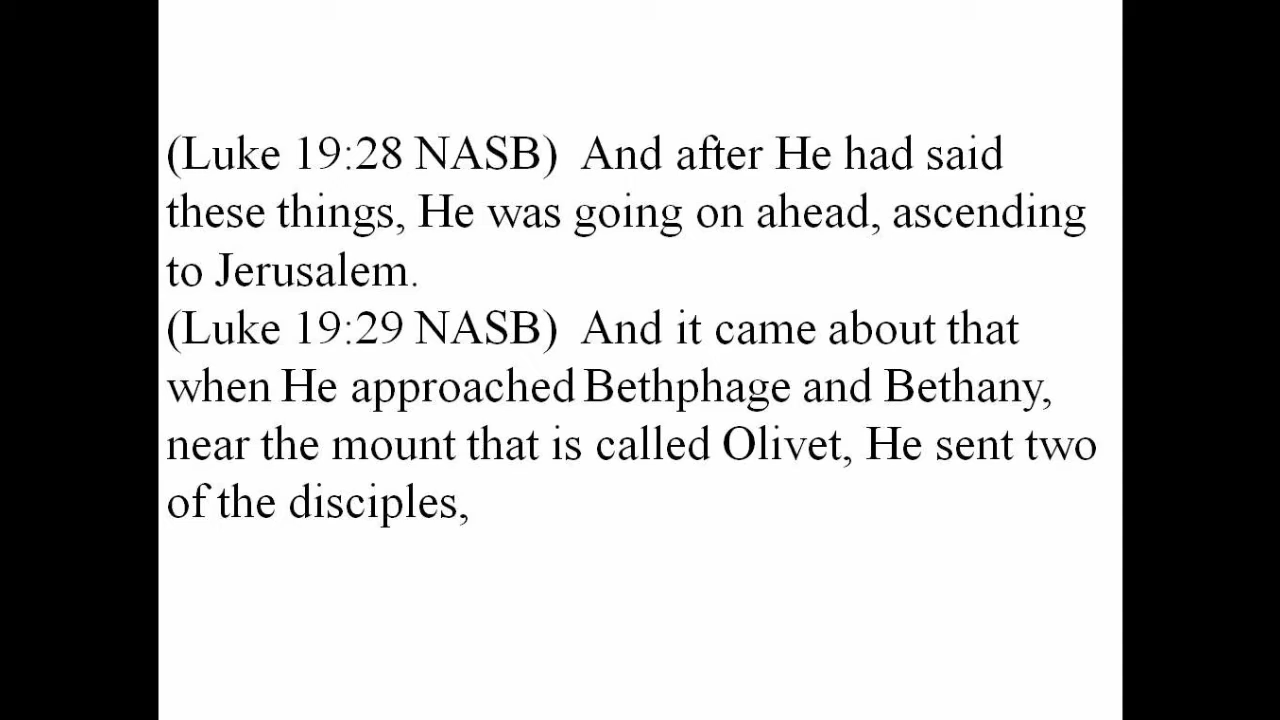 (Luke 19:28 NASB)  And after He had said
these things, He was going on ahead, ascending
to Jerusalem.
(Luke 19:29 NASB)  And it came about that
when He approached Bethphage and Bethany,
near the mount that is called Olivet, He sent two
of the disciples,